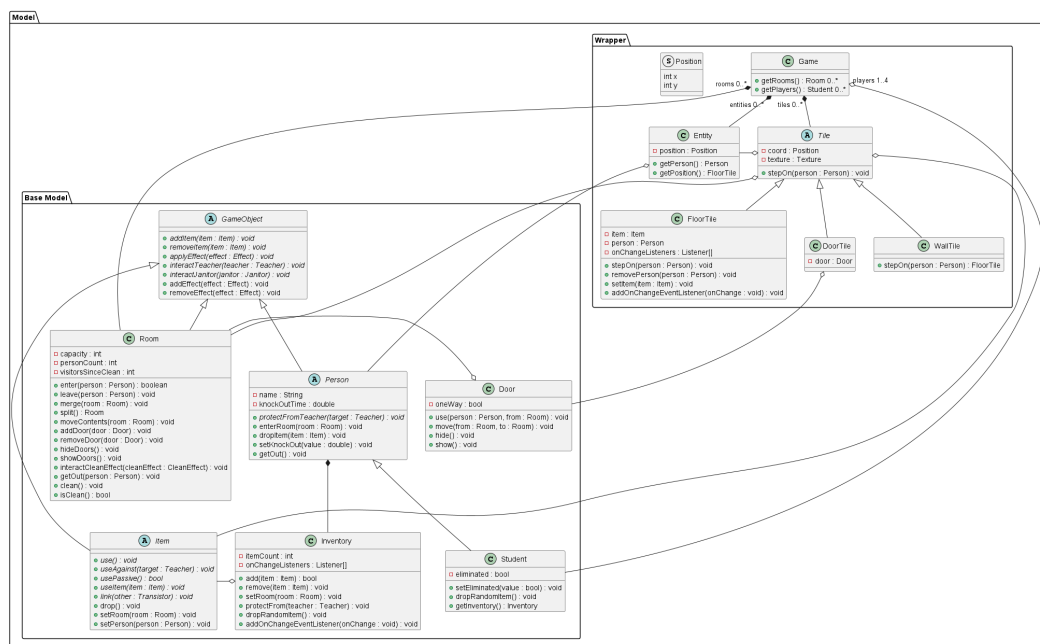 Model
Wrapper
S Position
int x
int y
C Game
getRooms() : Room 0..*
getPlayers() : Student 0..*
rooms 0..*
players 1..4
entities 0..*
tiles 0..*
C Entity
position : Position
getPerson() : Person
getPosition() : FloorTile
A Tile
coord : Position
texture : Texture
stepOn(person : Person) : void
C FloorTile
item : Item
person : Person
onChangeListeners : Listener[]
stepOn(person : Person) : void
removePerson(person : Person) : void
setItem(item : Item) : void
addOnChangeEventListener(onChange : void) : void
C DoorTile
door : Door
C WallTile
stepOn(person : Person) : FloorTile
Base Model
A GameObject
addItem(item : Item) : void
removeItem(item : Item) : void
applyEffect(effect : Effect) : void
interactTeacher(teacher : Teacher) : void
interactJanitor(janitor : Janitor) : void
addEffect(effect : Effect) : void
removeEffect(effect : Effect) : void
C Room
capacity : int
personCount : int
visitorsSinceClean : int
enter(person : Person) : boolean
leave(person : Person) : void
merge(room : Room) : void
split() : Room
moveContents(room : Room) : void
addDoor(door : Door) : void
removeDoor(door : Door) : void
hideDoors() : void
showDoors() : void
interactCleanEffect(cleanEffect : CleanEffect) : void
getOut(person : Person) : void
clean() : void
isClean() : bool
A Person
name : String
knockOutTime : double
protectFromTeacher(target : Teacher) : void
enterRoom(room : Room) : void
dropItem(item : Item) : void
setKnockOut(value : double) : void
getOut() : void
C Door
oneWay : bool
use(person : Person, from : Room) : void
move(from : Room, to : Room) : void
hide() : void
show() : void
A Item
use() : void
useAgainst(target : Teacher) : void
usePassive() : bool
useItem(item : Item) : void
link(other : Transistor) : void
drop() : void
setRoom(room : Room) : void
setPerson(person : Person) : void
C Inventory
itemCount : int
onChangeListeners : Listener[]
add(item : Item) : bool
remove(item : Item) : void
setRoom(room : Room) : void
protectFrom(teacher : Teacher) : void
dropRandomItem() : void
addOnChangeEventListener(onChange : void) : void
C Student
eliminated : bool
setEliminated(value : bool) : void
dropRandomItem() : void
getInventory() : Inventory